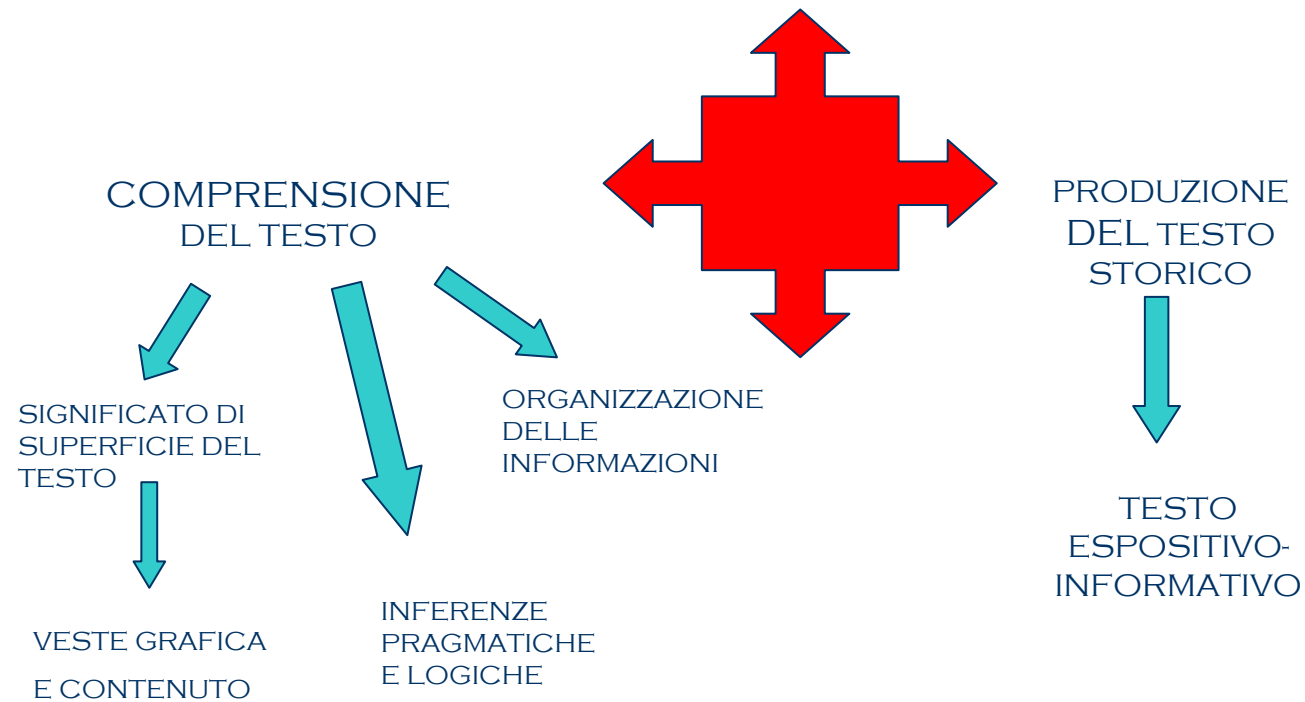 COMPRENSIONE
DEL TESTO
PRODUZIONE
DEL TESTO
STORICO
SIGNIFICATO DI
SUPERFICIE DEL
TESTO
ORGANIZZAZIONE
DELLE
INFORMAZIONI
TESTO
ESPOSITIVO-
INFORMATIVO
VESTE GRAFICA
E CONTENUTO
INFERENZE
PRAGMATICHE
E LOGICHE